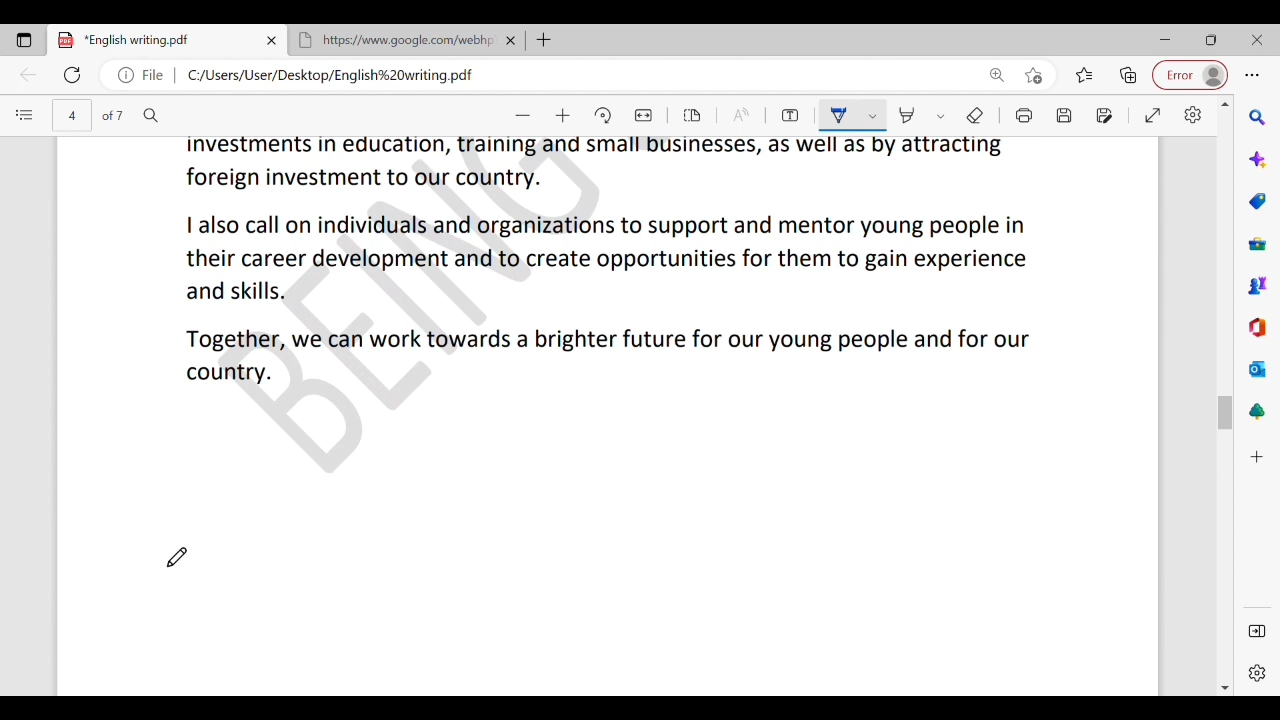 *English writing.pdf
https://www.google.com/webhp
File
C:/Users/User/Desktop/English%20writing.pdf
Error
4 of 7
investments in education, training and small businesses, as well as by attracting
foreign investment to our country.
I also call on individuals and organizations to support and mentor young people in
their career development and to create opportunities for them to gain experience
and skills.
Together, we can work towards a brighter future for our young people and for our
country.
BEING